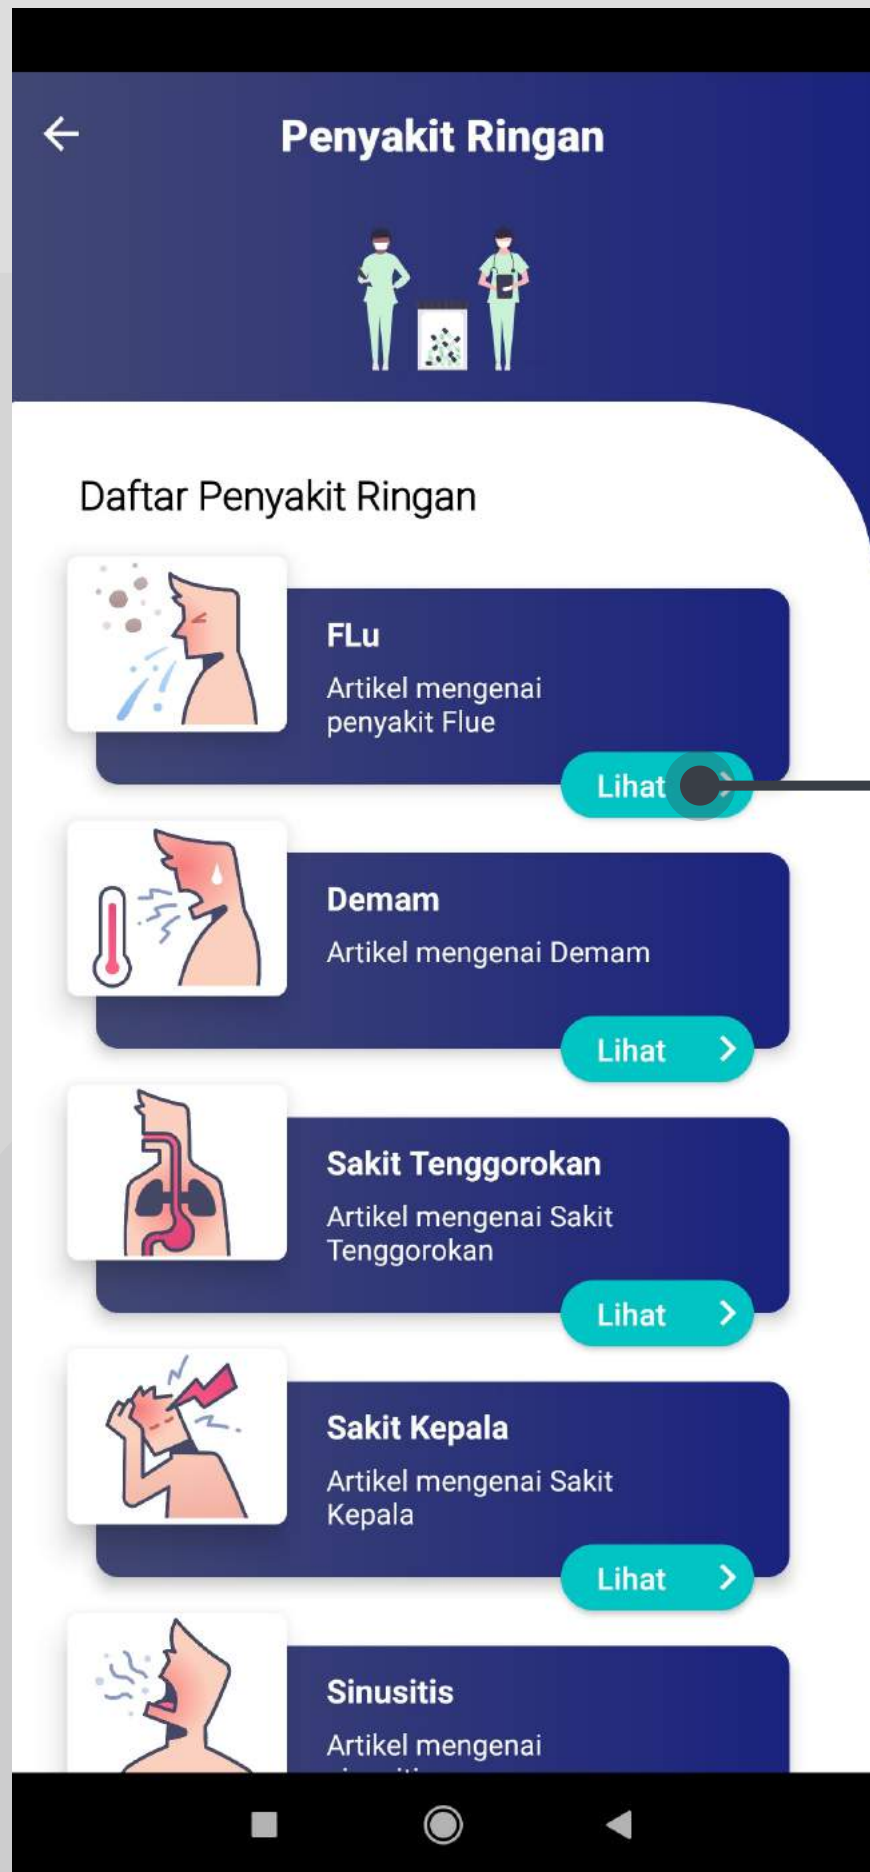 Penyakit Ringan
Daftar Penyakit Ringan
FLu
Artikel mengenai
penyakit Flue
Lihat
Demam
Artikel mengenai Demam
Lihat
Sakit Tenggorokan
Artikel mengenai Sakit
Tenggorokan
Lihat
Sakit Kepala
Artikel mengenai Sakit
Kepala
Lihat
Sinusitis
Artikel mengenai